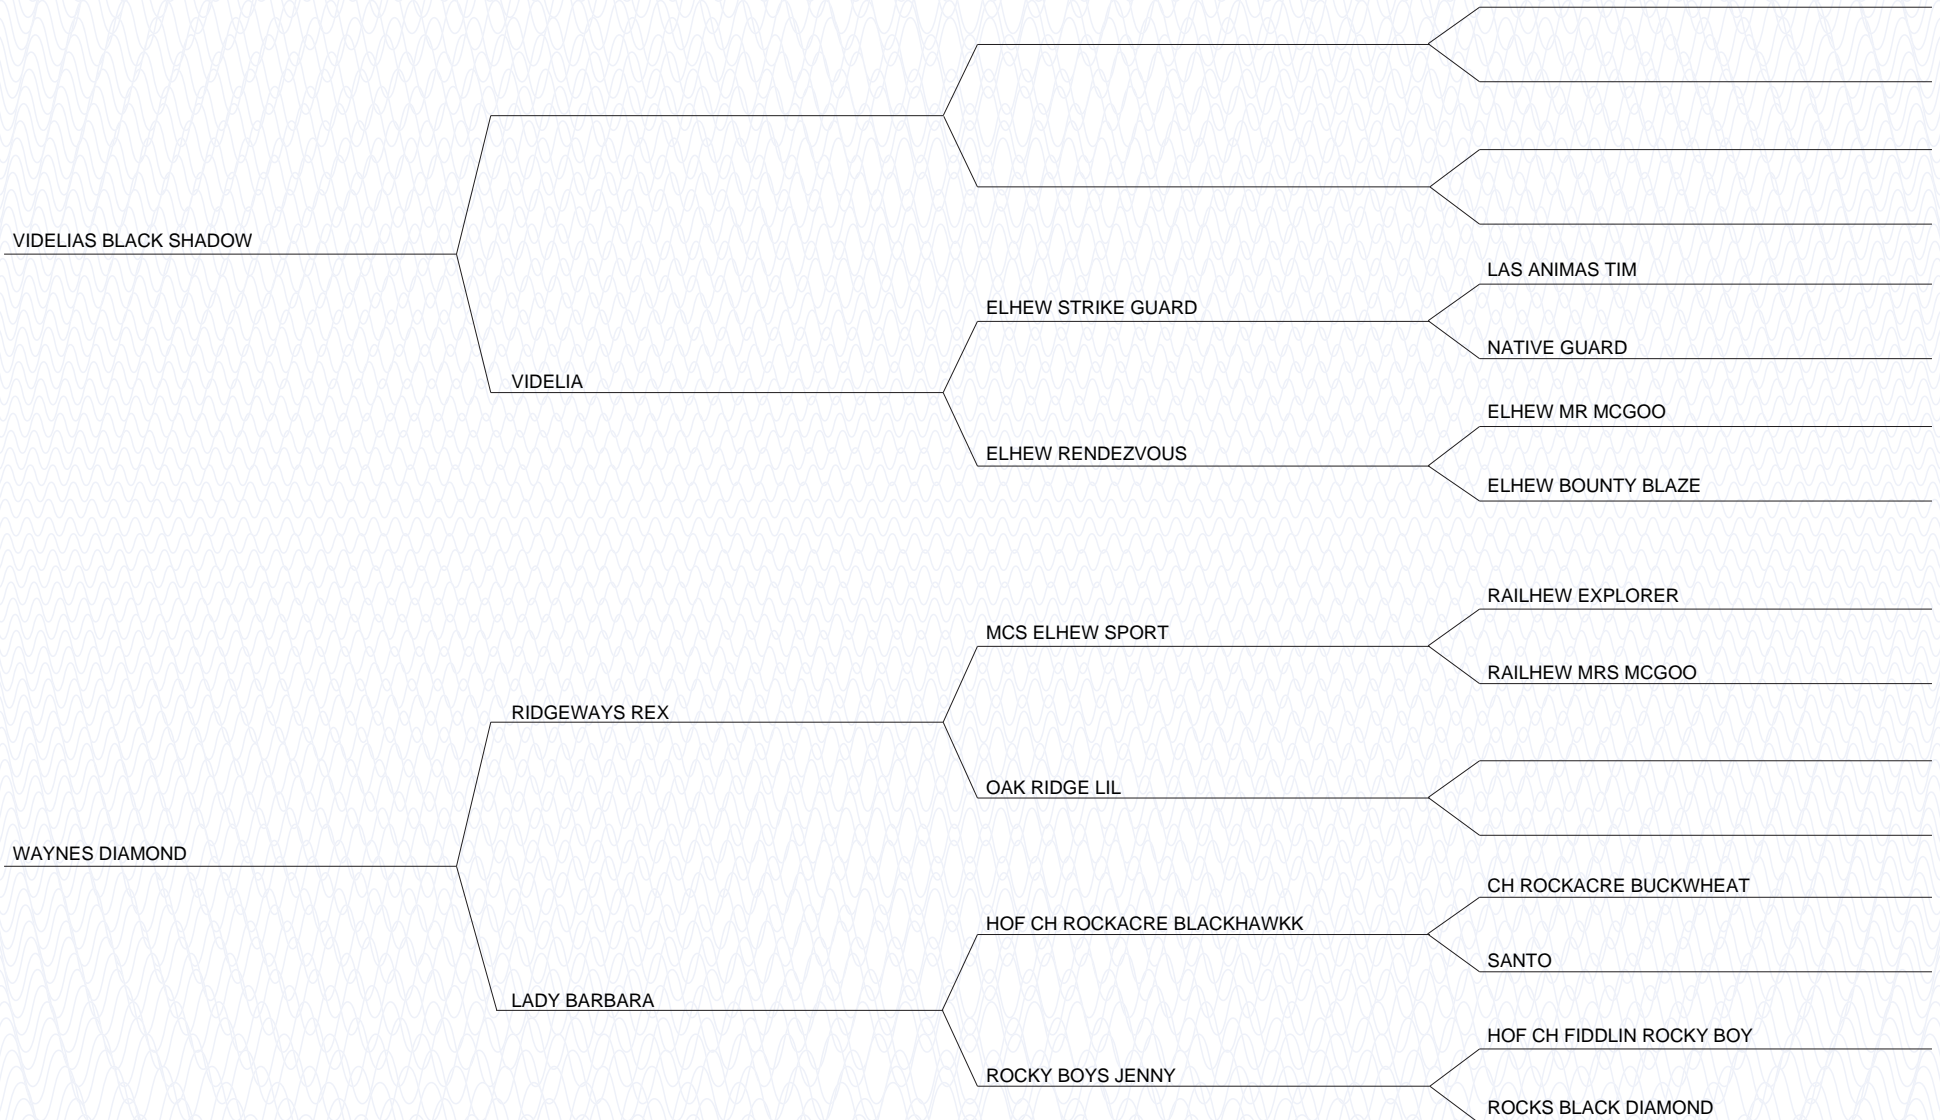 VIDELIAS BLACK SHADOW
VIDELIA
ELHEW STRIKE GUARD
LAS ANIMAS TIM
NATIVE GUARD
ELHEW RENDEZVOUS
ELHEW MR MCGOO
ELHEW BOUNTY BLAZE
WAYNES DIAMOND
RIDGEWAYS REX
MCS ELHEW SPORT
RAILHEW EXPLORER
RAILHEW MRS MCGOO
OAK RIDGE LIL
LADY BARBARA
HOF CH ROCKACRE BLACKHAWKK
CH ROCKACRE BUCKWHEAT
SANTO
ROCKY BOYS JENNY
HOF CH FIDDLIN ROCKY BOY
ROCKS BLACK DIAMOND